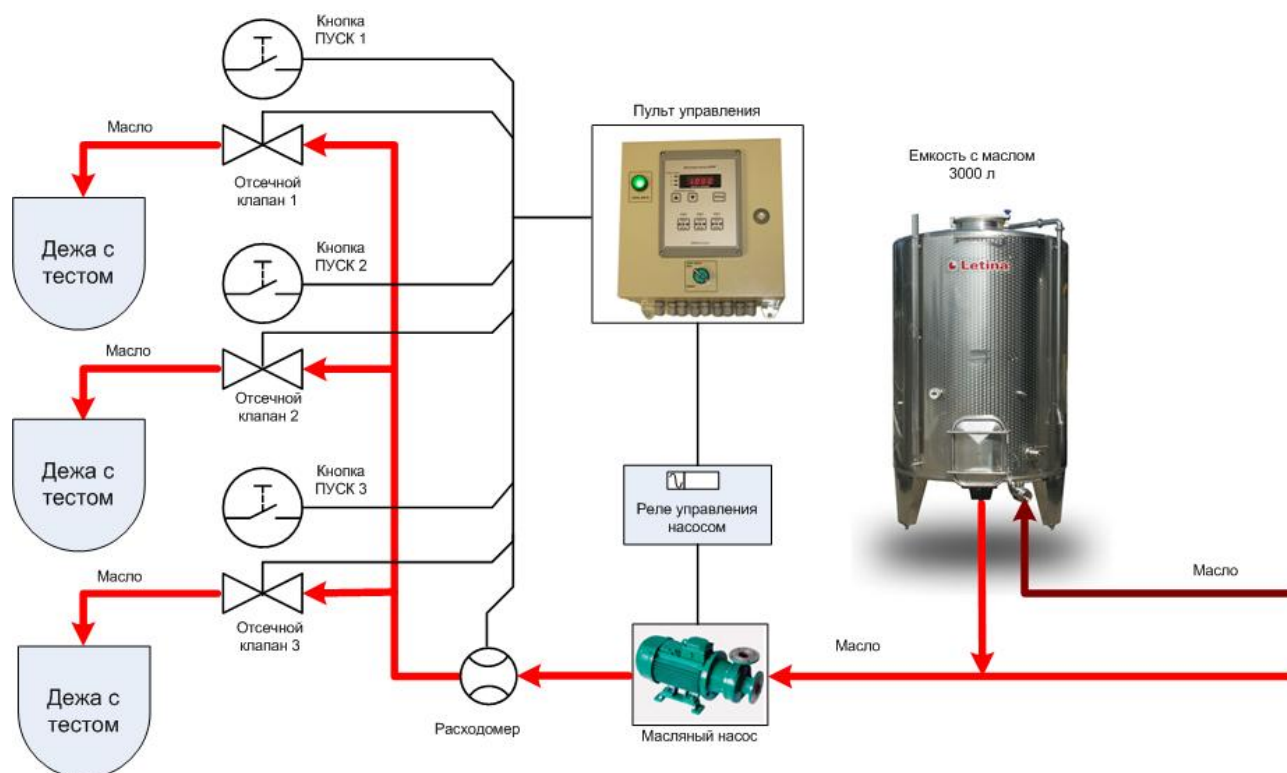 Кнопка
ПУСК 1
Масло
Отсечной
клапан 1
Дежа с
тестом
Кнопка
ПУСК 2
Масло
Отсечной
клапан 2
Дежа с
тестом
Кнопка
ПУСК 3
Масло
Отсечной
клапан 3
Дежа с
тестом
Расходомер
Пульт управления
Реле управления
насосом
Масло
Масляный насос
Емкость с маслом
3000 л
Letina
Масло